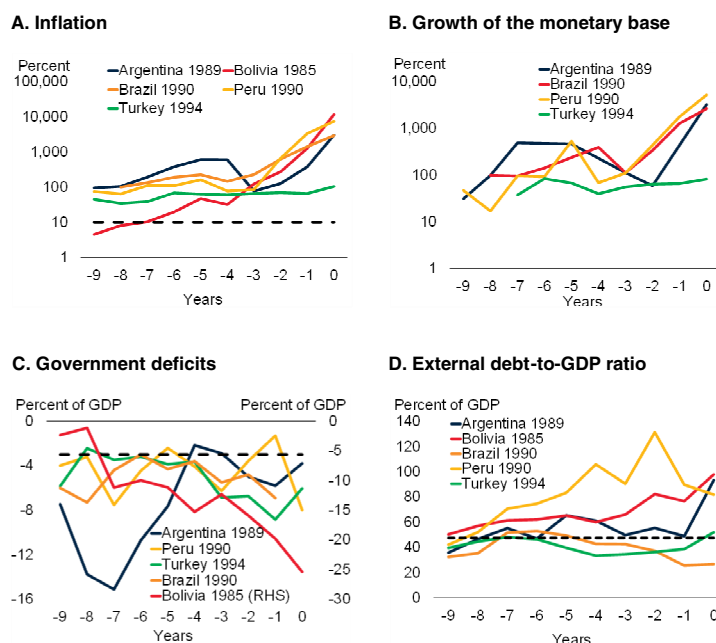 A. Inflation
Percent
100,000
10,000
1,000
100
10
1
Argentina 1989 Bolivia 1985
Brazil 1990 Peru 1990
Turkey 1994
-9 -8 -7 -6 -5 -4 -3 -2 -1 0
Years
B. Growth of the monetary base
Percent
10,000
1,000
100
10
1
Argentina 1989
Brazil 1990
Peru 1990
Turkey 1994
-9 -8 -7 -6 -5 -4 -3 -2 -1 0
Years
C. Government deficits
Percent of GDP Percent of GDP
0
-4
-8
-12
-16
0
-5
-10
-15
-20
-25
-30
Argentina 1989
Peru 1990
Turkey 1994
Brazil 1990
Bolivia 1985 (RHS)
-9 -8 -7 -6 -5 -4 -3 -2 -1 0
Years
D. External debt-to-GDP ratio
Percent of GDP
140
120
100
80
60
40
20
0
Argentina 1989
Bolivia 1985
Brazil 1990
Peru 1990
Turkey 1994
-9 -8 -7 -6 -5 -4 -3 -2 -1 0
Years